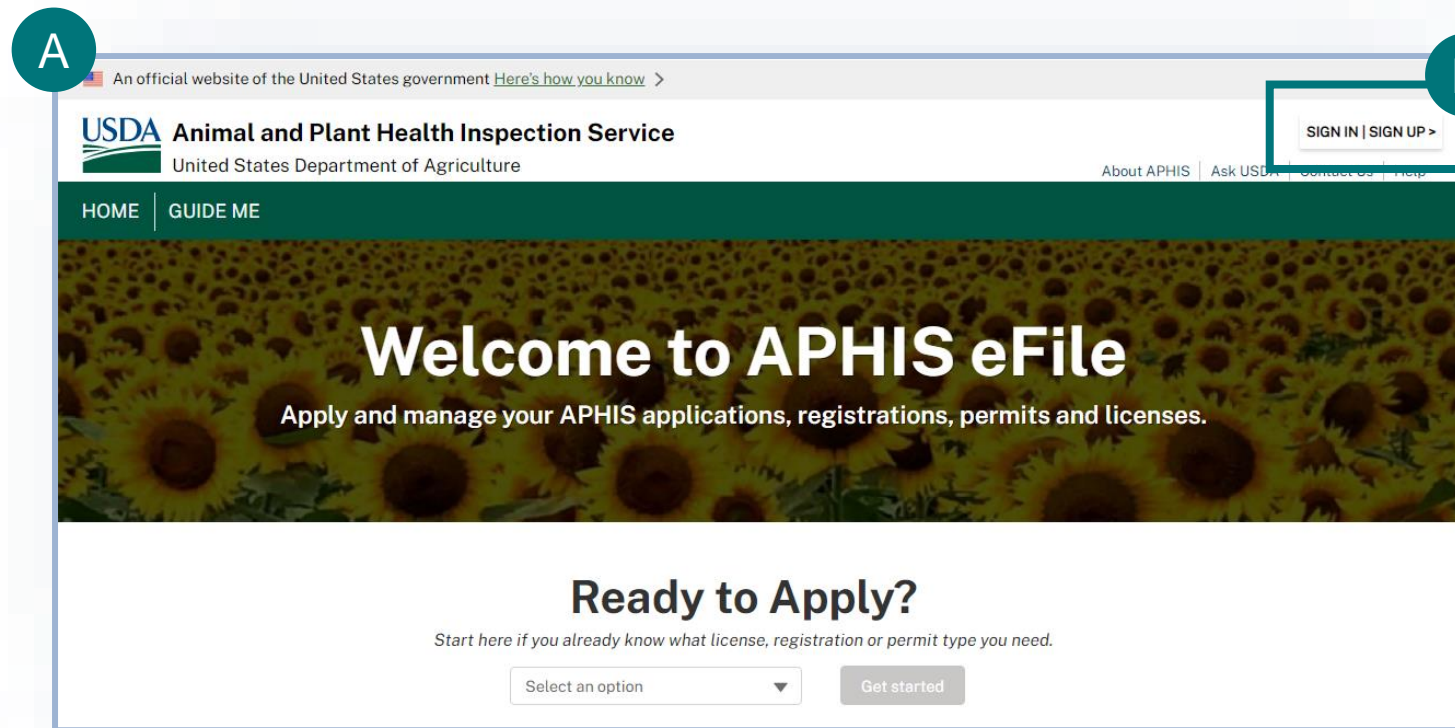 A
An official website of the United States government Here's how you know >
USDA Animal and Plant Health Inspection Service
United States Department of Agriculture
SIGN IN | SIGN UP >
About APHIS | Ask USDA | Contact Us | Help
HOME | GUIDE ME
Welcome to APHIS eFile
Apply and manage your APHIS applications, registrations, permits and licenses.
Ready to Apply?
Start here if you already know what license, registration or permit type you need.
Select an option
Get started